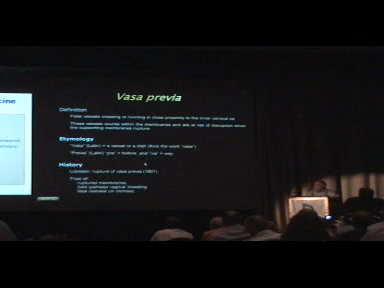 cine
Vasa previa
Definition
Fetal vessels crossing or running in close proximity to the inner cervical os
These vessels course within the membranes and are at risk of disruption when
the supporting membranes rupture
Etymology
"Vasa" (Latin) = a vessel or a dish (thus the word "vase")
"Previa" (Latin) "pre" = before, and "via" = way
History
Lobstein: rupture of vasa previa (1801)
Triad of
ruptured membranes,
painless vaginal bleeding
fetal distress (or demise)